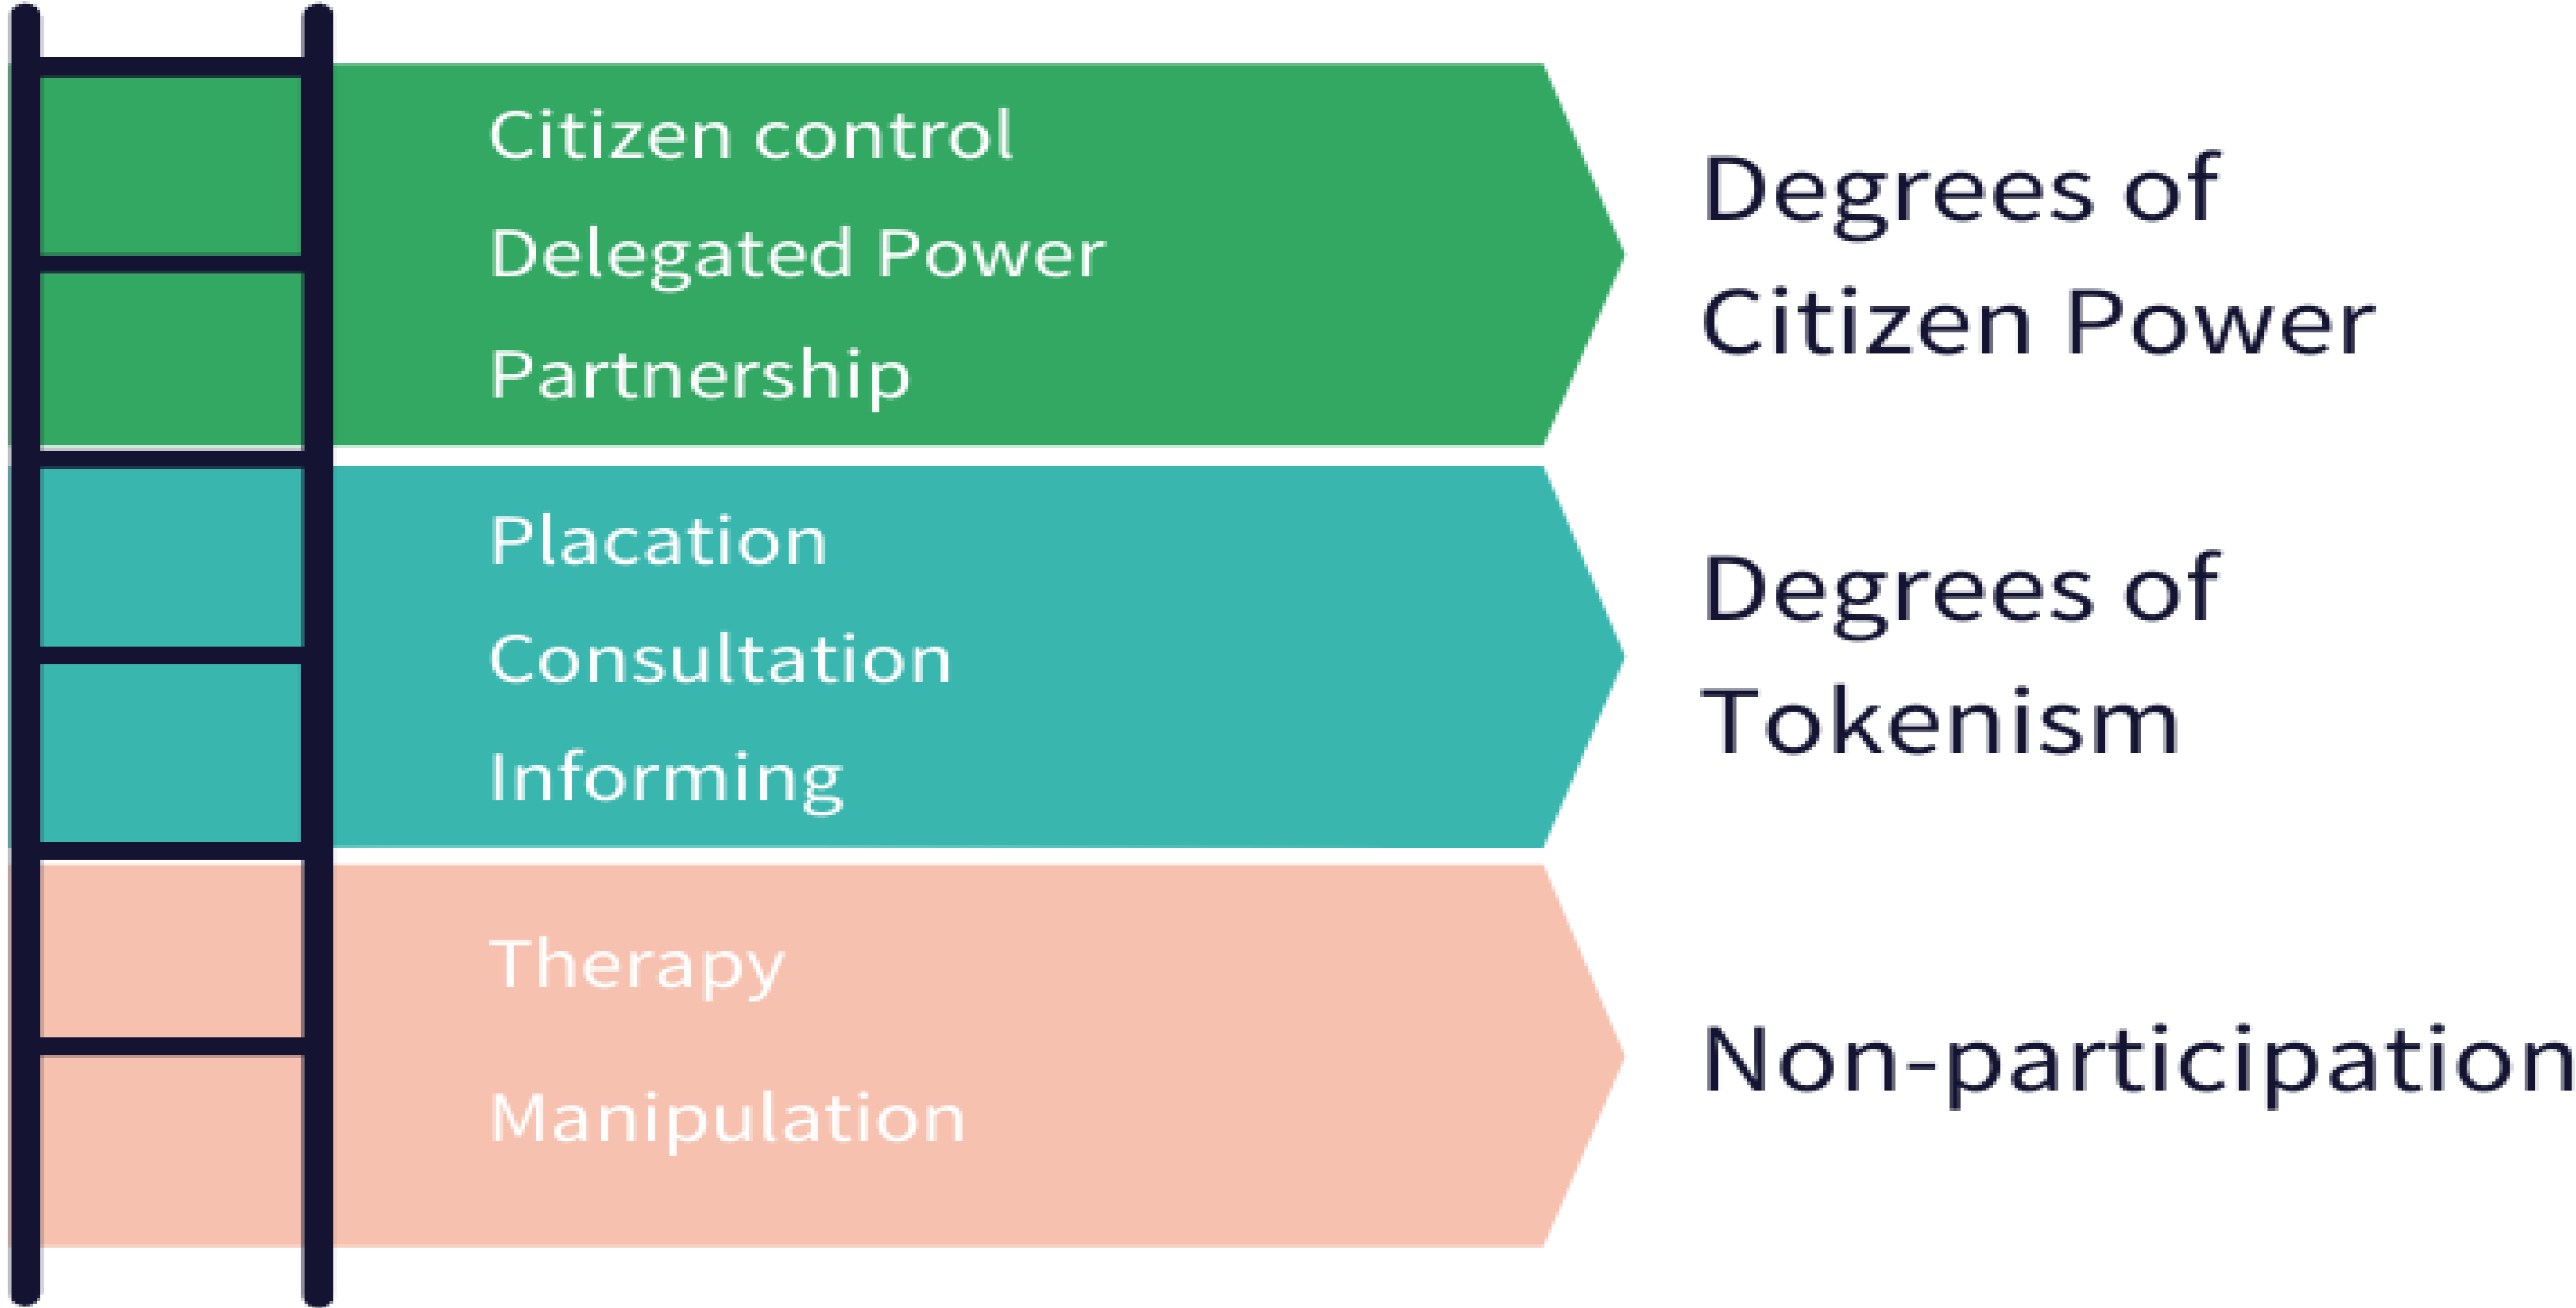 Citizen control
Delegated Power
Partnership
Degrees of
Citizen Power
Placation
Consultation
Informing
Degrees of
Tokenism
Therapy
Manipulation
Non-participation